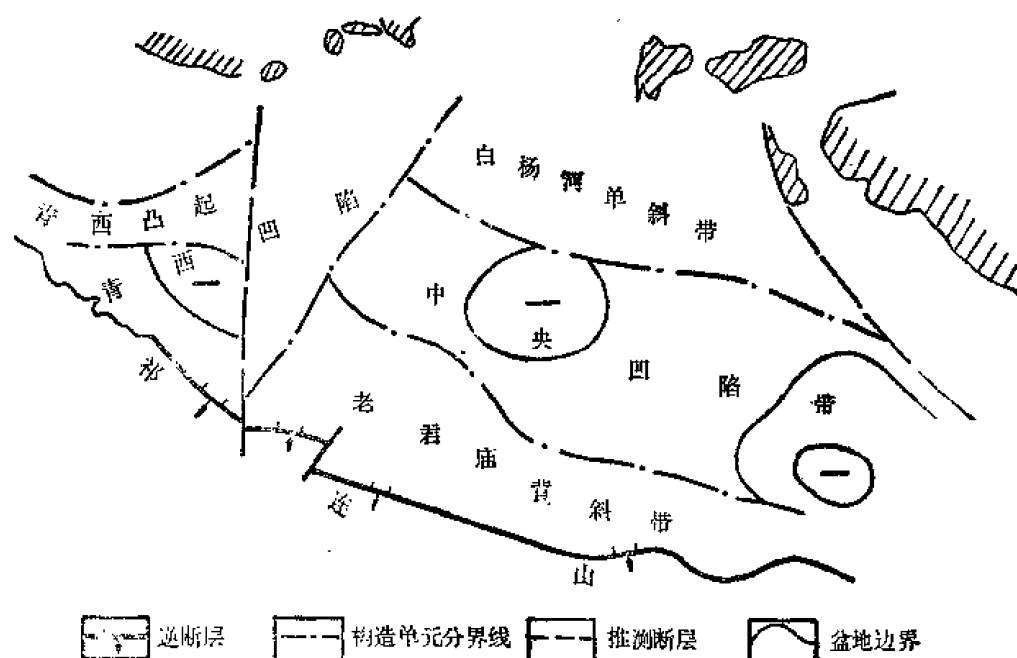 白杨河单斜带
青西凸起
青西凹陷
中央凹陷带
老君庙背斜带
祁连山
逆断层
构造单元分界线
推测断层
盆地边界